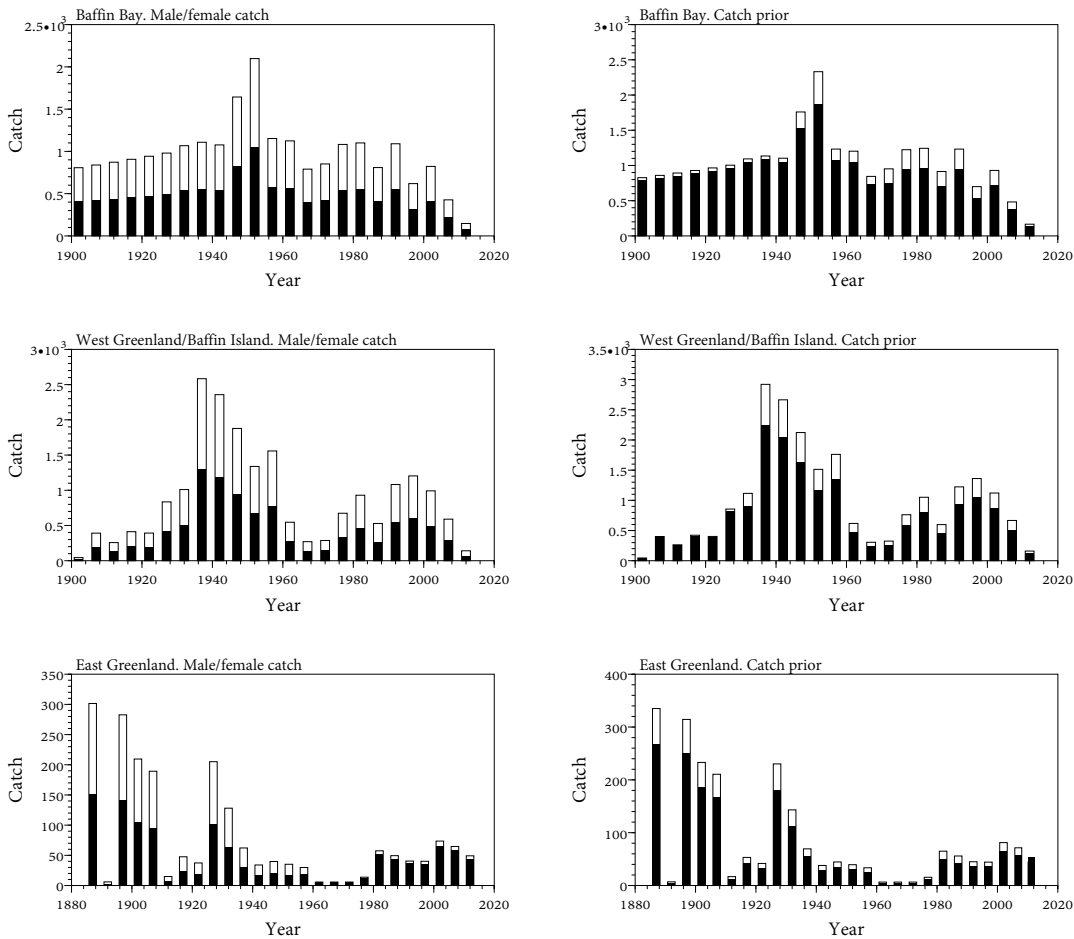 Baffin Bay. Male/female catch
2.5•10³
2
1.5
1
0.5
0
Catch
1900 1920 1940 1960 1980 2000 2020
Year
Baffin Bay. Catch prior
3•10³
2.5
2
1.5
1
0.5
0
Catch
1900 1920 1940 1960 1980 2000 2020
Year
West Greenland/Baffin Island. Male/female catch
3•10³
2.5
2
1.5
1
0.5
0
Catch
1900 1920 1940 1960 1980 2000 2020
Year
West Greenland/Baffin Island. Catch prior
3.5•10³
3
2.5
2
1.5
1
0.5
0
Catch
1900 1920 1940 1960 1980 2000 2020
Year
East Greenland. Male/female catch
350
300
250
200
150
100
50
0
Catch
1880 1900 1920 1940 1960 1980 2000 2020
Year
East Greenland. Catch prior
400
300
200
100
0
Catch
1880 1900 1920 1940 1960 1980 2000 2020
Year